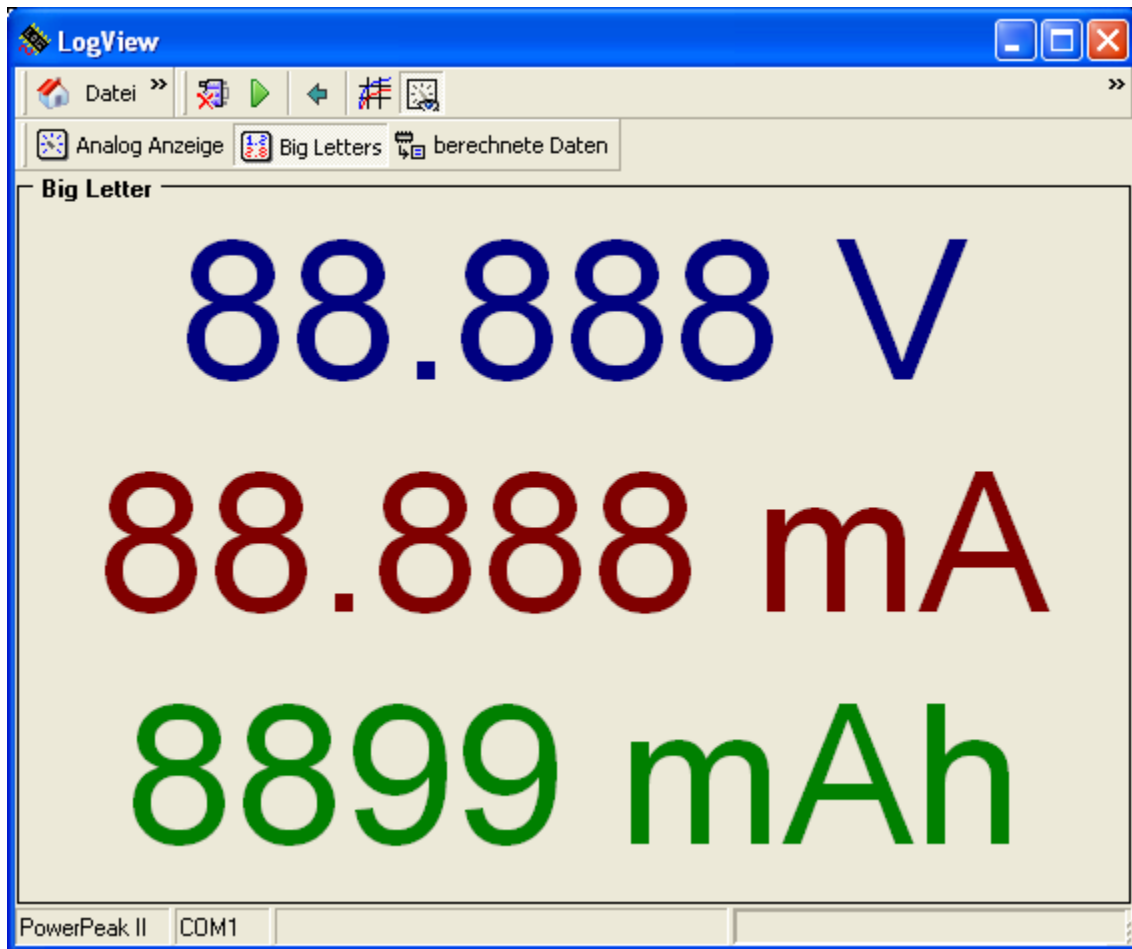 LogView
Datei
Analog Anzeige Big Letters berechnete Daten
Big Letter
88.888 V
88.888 mA
8899 mAh
PowerPeak II COM1